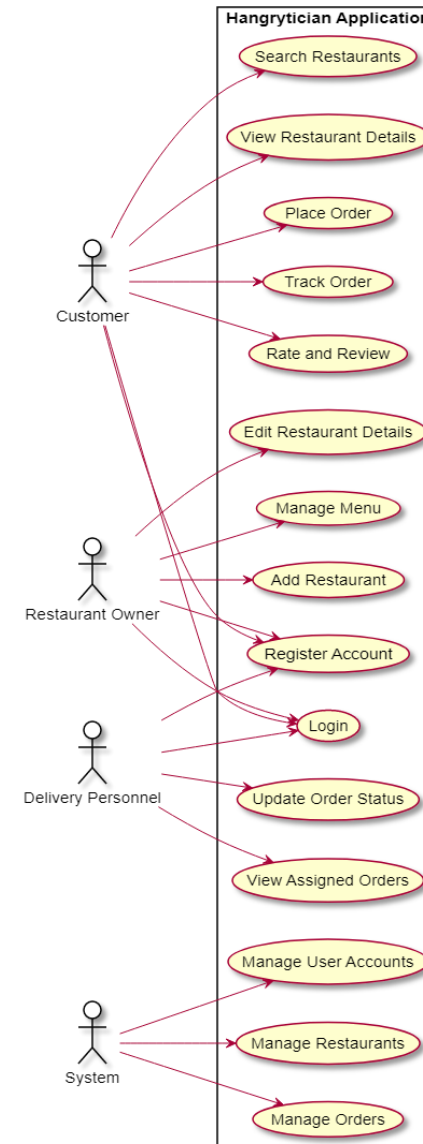 Hangrytician Application
Search Restaurants
View Restaurant Details
Place Order
Track Order
Customer
Rate and Review
Edit Restaurant Details
Manage Menu
Add Restaurant
Restaurant Owner
Register Account
Login
Delivery Personnel
Update Order Status
View Assigned Orders
Manage User Accounts
Manage Restaurants
System
Manage Orders